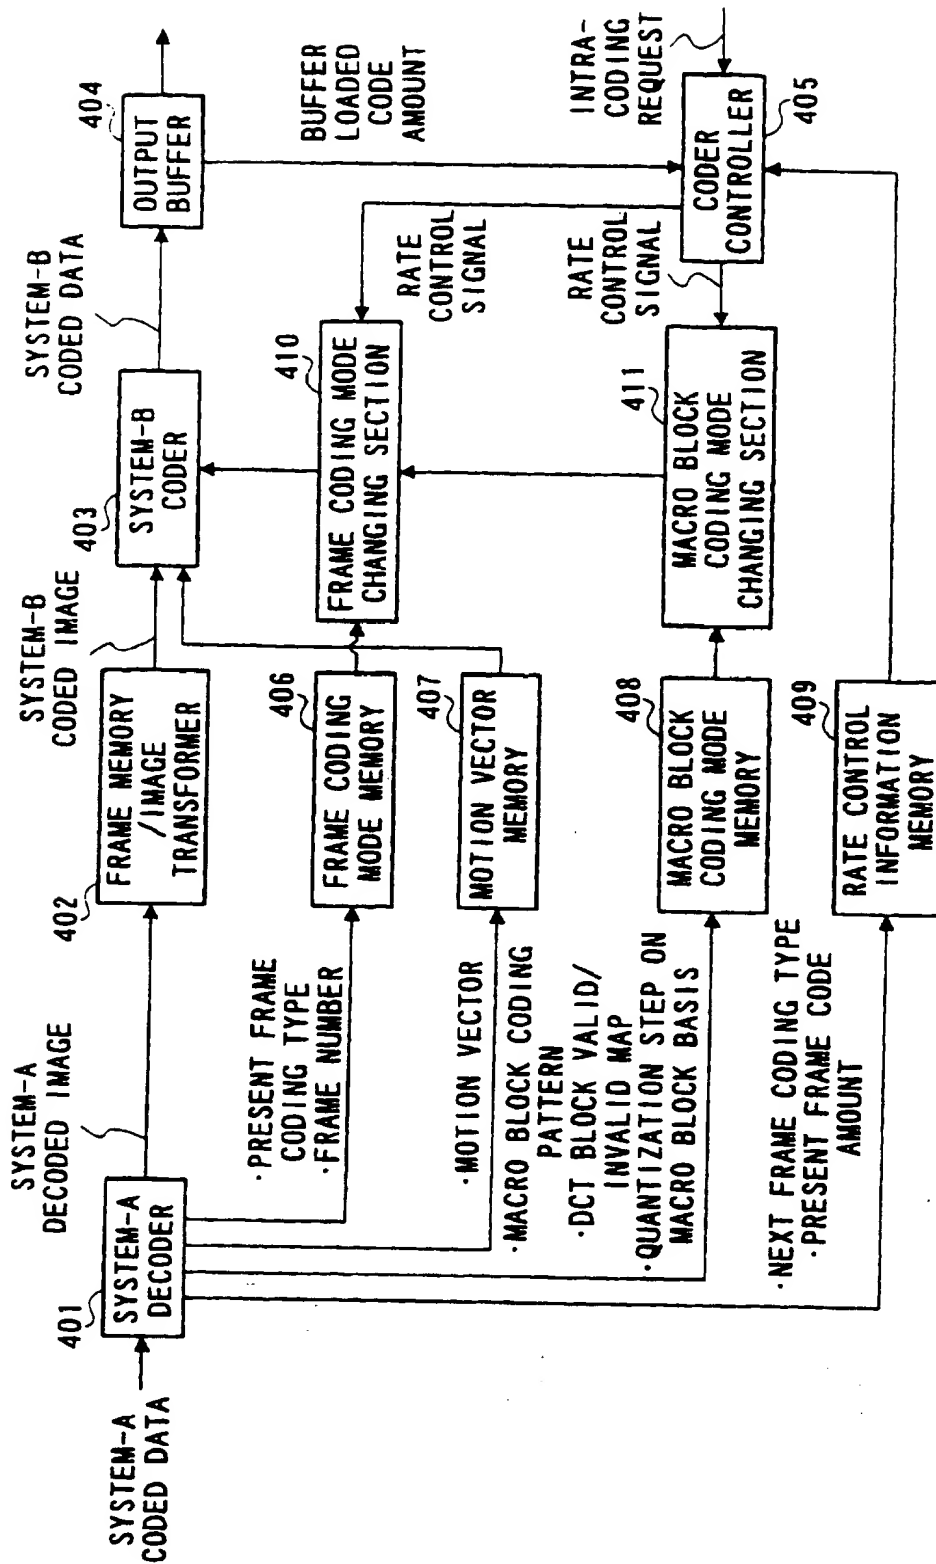 SYSTEM-A
CODED DATA
401
SYSTEM-A
DECODER
SYSTEM-A
DECODED IMAGE
402
FRAME MEMORY
/IMAGE
TRANSFORMER
SYSTEM-B
CODED IMAGE
403
SYSTEM-B
CODER
SYSTEM-B
CODED DATA
404
OUTPUT
BUFFER
BUFFER
LOADED
CODE
AMOUNT
·PRESENT FRAME
CODING TYPE
·FRAME NUMBER
406
FRAME CODING
MODE MEMORY
410
FRAME CODING MODE
CHANGING SECTION
RATE
CONTROL
SIGNAL
·MOTION VECTOR
407
MOTION VECTOR
MEMORY
·MACRO BLOCK CODING
PATTERN
·DCT BLOCK VALID/
INVALID MAP
·QUANTIZATION STEP ON
MACRO BLOCK BASIS
408
MACRO BLOCK
CODING MODE
MEMORY
411
MACRO BLOCK
CODING MODE
CHANGING SECTION
RATE
CONTROL
SIGNAL
CODER
CONTROLLER
405
INTRA-
CODING
REQUEST
·NEXT FRAME CODING TYPE
·PRESENT FRAME CODE
AMOUNT
409
RATE CONTROL
INFORMATION
MEMORY